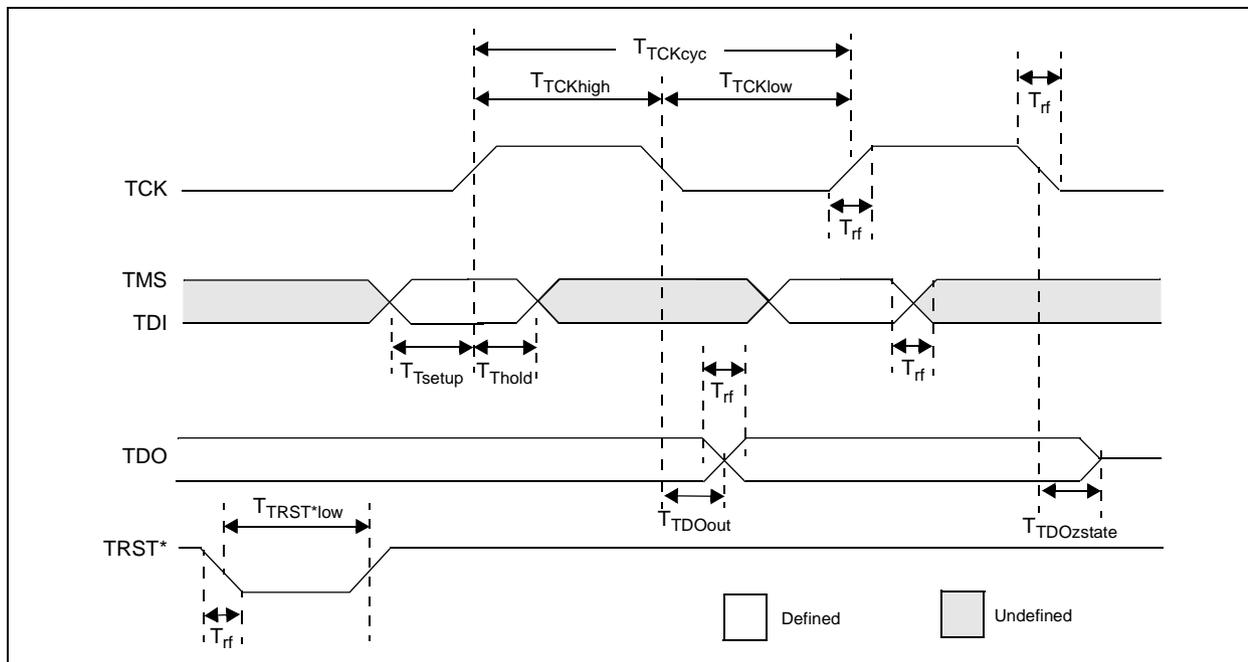 TTCKcyc
TTCKhigh
TTCKlow
Trf
TCK
Trf
TMS
TDI
TTsetup
TThold
Trf
Trf
TDO
TTDOout
TTDOzstate
TTRST*low
TRST*
Trf
Defined
Undefined